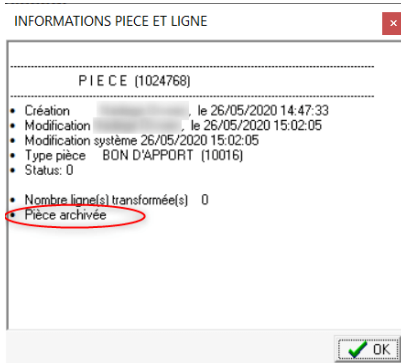 INFORMATIONS PIECE ET LIGNE
P I E C E (1024768)
• Création , le 26/05/2020 14:47:33
• Modification , le 26/05/2020 15:02:05
• Modification système 26/05/2020 15:02:05
• Type pièce BON D'APPORT (10016)
• Status: 0
• Nombre ligne(s) transformée(s) 0
• Pièce archivée
OK